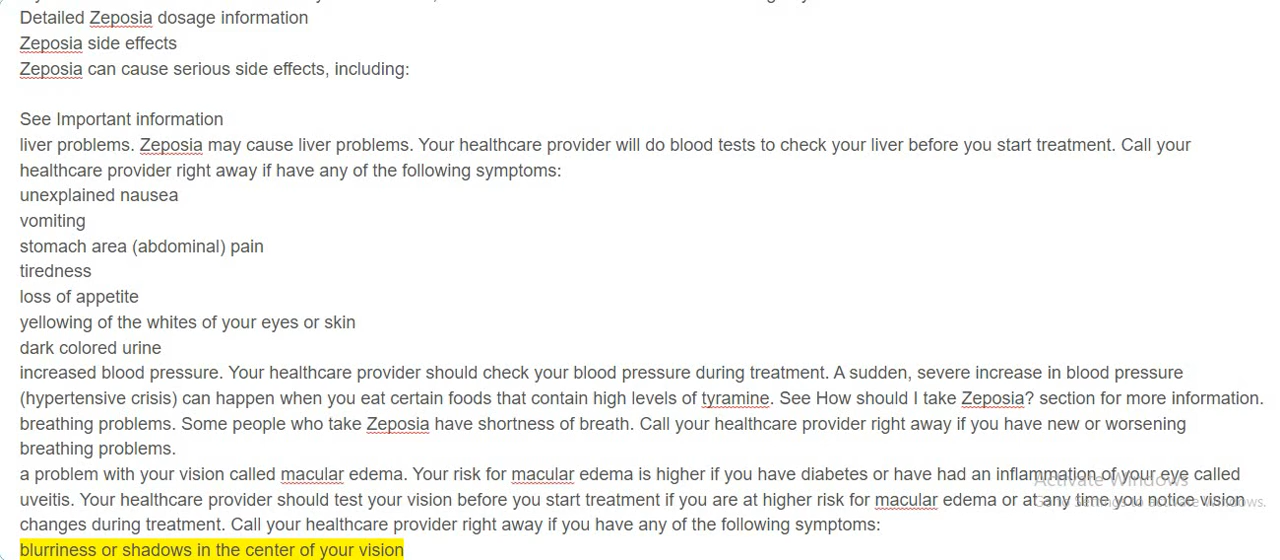 Detailed Zeposia dosage information
Zeposia side effects
Zeposia can cause serious side effects, including:
See Important information
liver problems. Zeposia may cause liver problems. Your healthcare provider will do blood tests to check your liver before you start treatment. Call your
healthcare provider right away if have any of the following symptoms:
unexplained nausea
vomiting
stomach area (abdominal) pain
tiredness
loss of appetite
yellowing of the whites of your eyes or skin
dark colored urine
increased blood pressure. Your healthcare provider should check your blood pressure during treatment. A sudden, severe increase in blood pressure
(hypertensive crisis) can happen when you eat certain foods that contain high levels of tyramine. See How should I take Zeposia? section for more information.
breathing problems. Some people who take Zeposia have shortness of breath. Call your healthcare provider right away if you have new or worsening
breathing problems.
a problem with your vision called macular edema. Your risk for macular edema is higher if you have diabetes or have had an inflammation of your eye called
Activate Windows
uveitis. Your healthcare provider should test your vision before you start treatment if you are at higher risk for macular edema or at any time you notice vision
Go to Settings to activate Windows.
changes during treatment. Call your healthcare provider right away if you have any of the following symptoms:
blurriness or shadows in the center of your vision